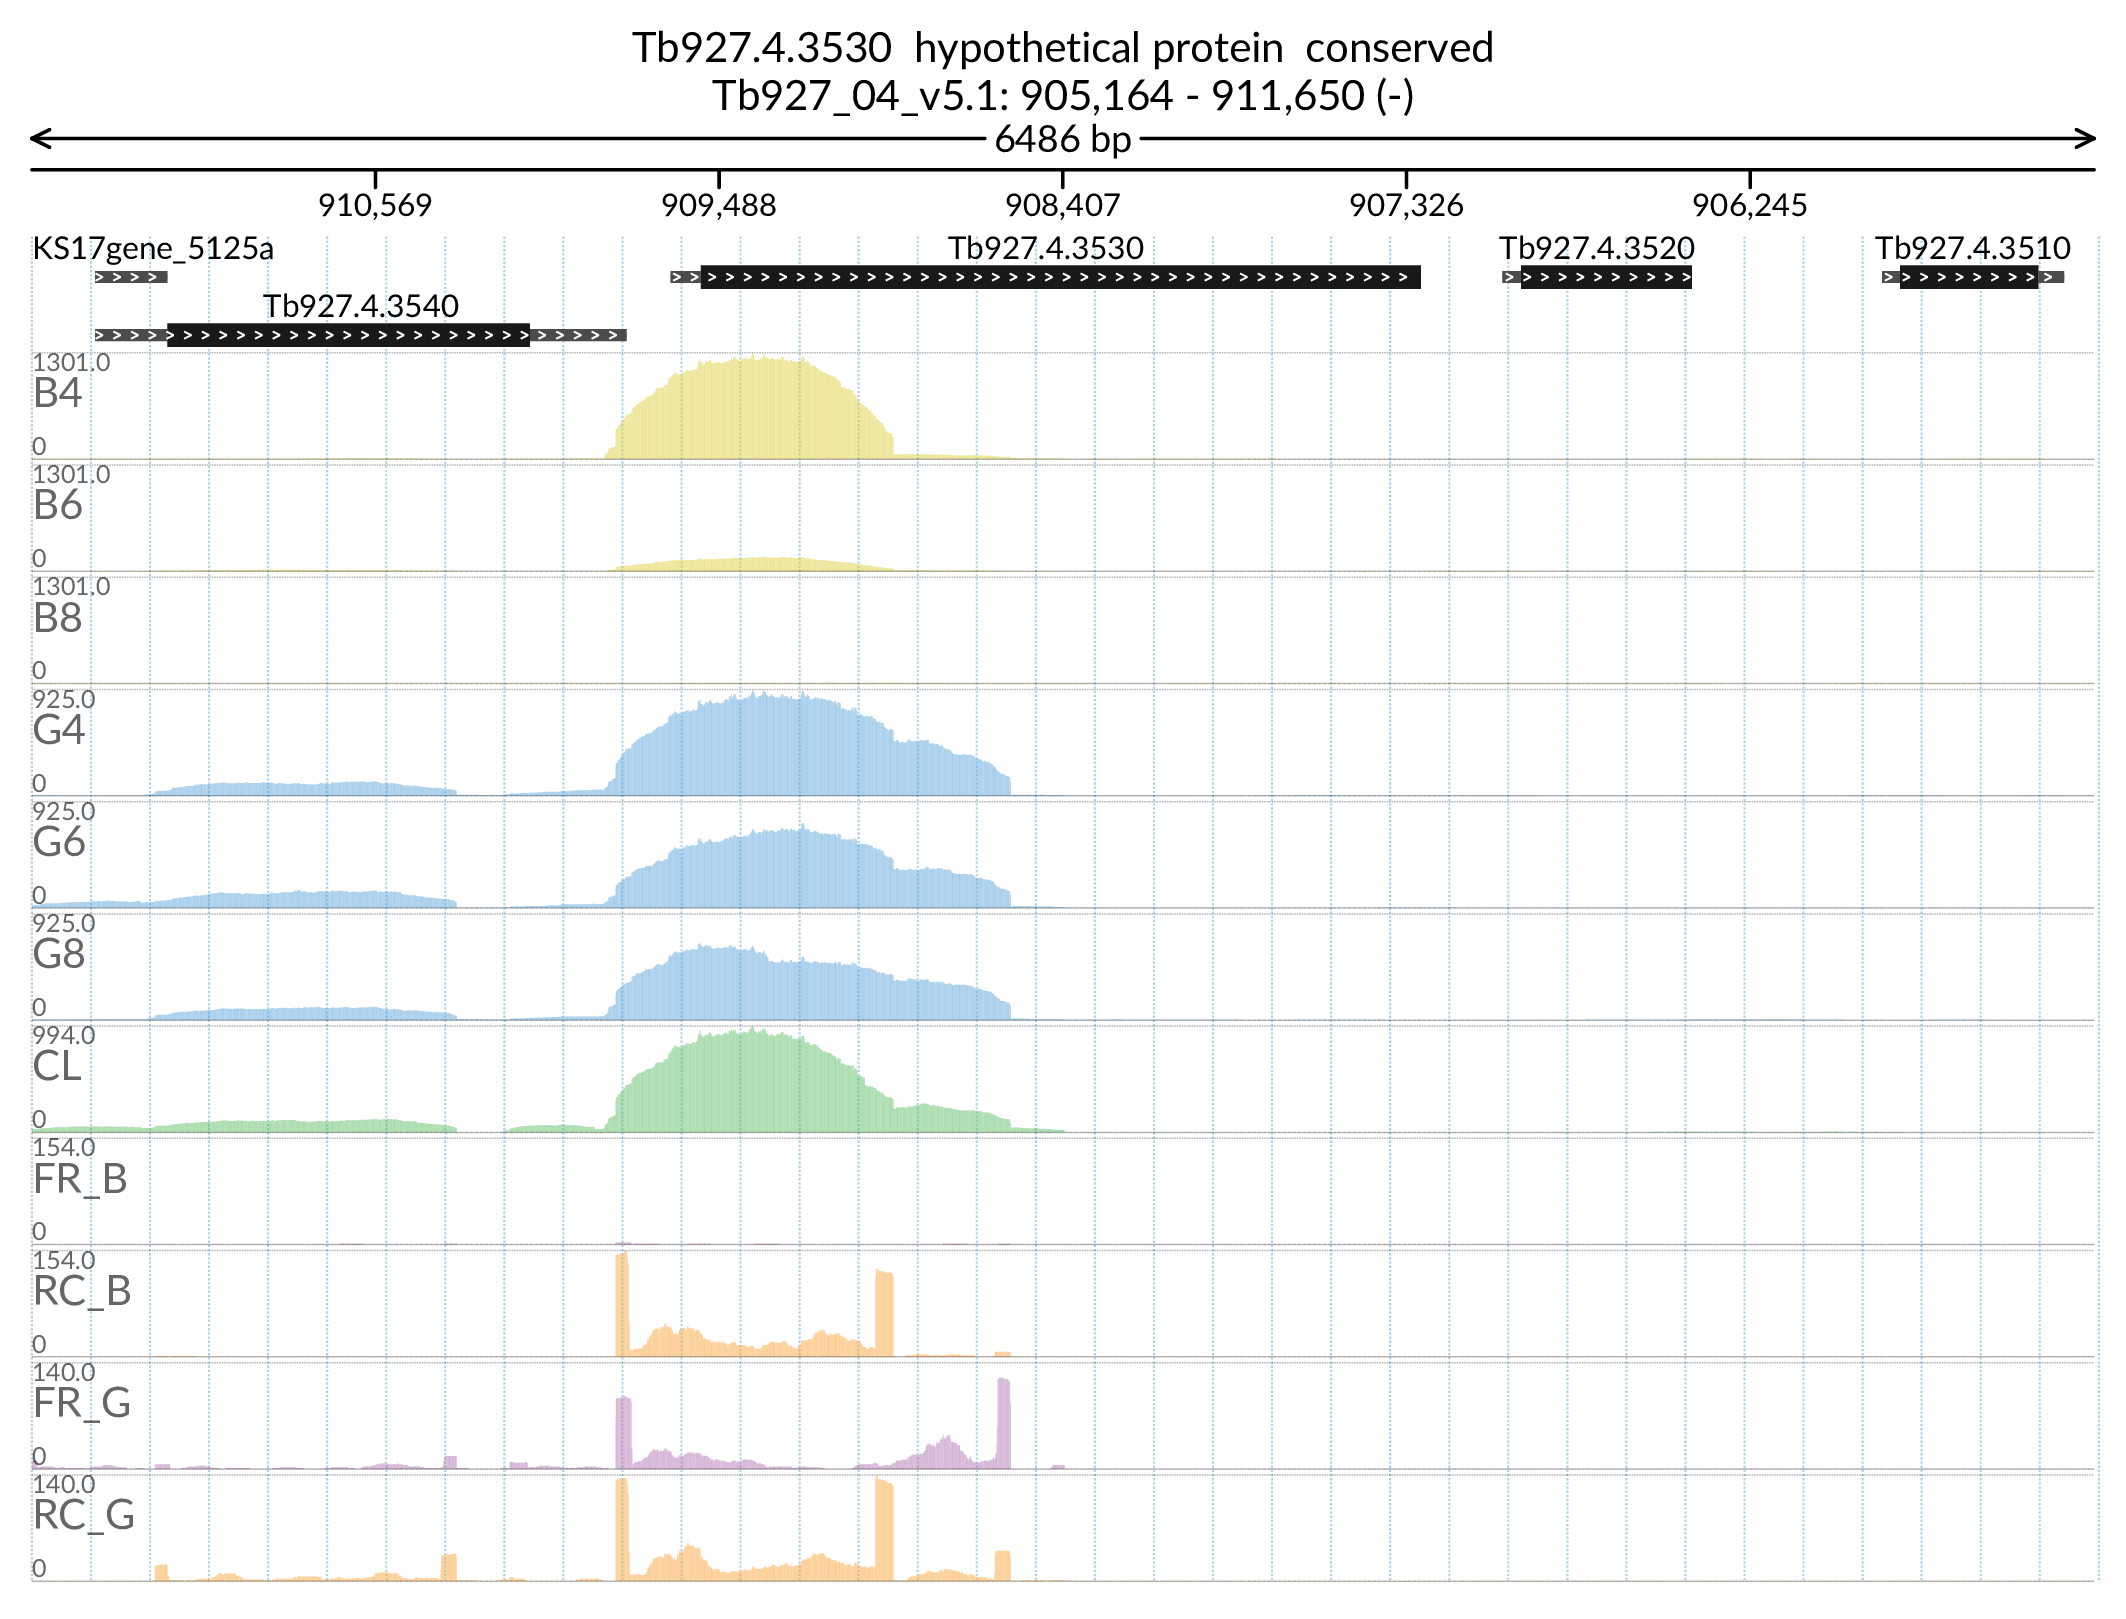 Tb927.4.3530  hypothetical protein  conserved
Tb927_04_v5.1: 905,164 - 911,650 (-)
6486 bp
910,569 909,488 908,407 907,326 906,245
KS17gene_5125a Tb927.4.3530 Tb927.4.3520 Tb927.4.3510
Tb927.4.3540
1301.0
B4
0
1301.0
B6
0
1301.0
B8
0
925.0
G4
0
925.0
G6
0
925.0
G8
0
994.0
CL
0
154.0
FR_B
0
154.0
RC_B
0
140.0
FR_G
0
140.0
RC_G
0